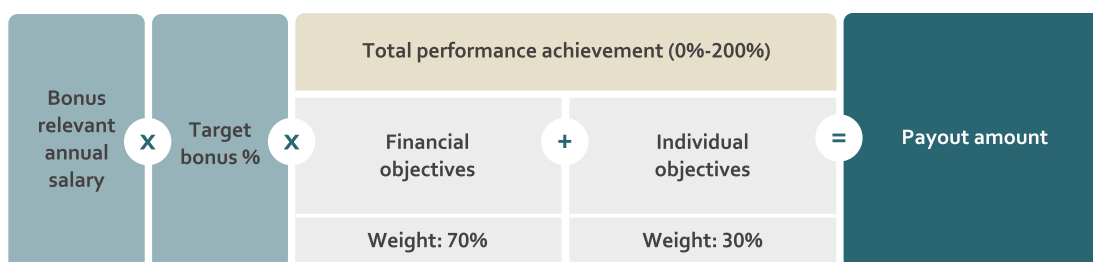 Bonus
relevant
annual
salary
x
Target
bonus %
x
Total performance achievement (0%-200%)
Financial
objectives
Weight: 70%
+
Individual
objectives
Weight: 30%
=
Payout amount